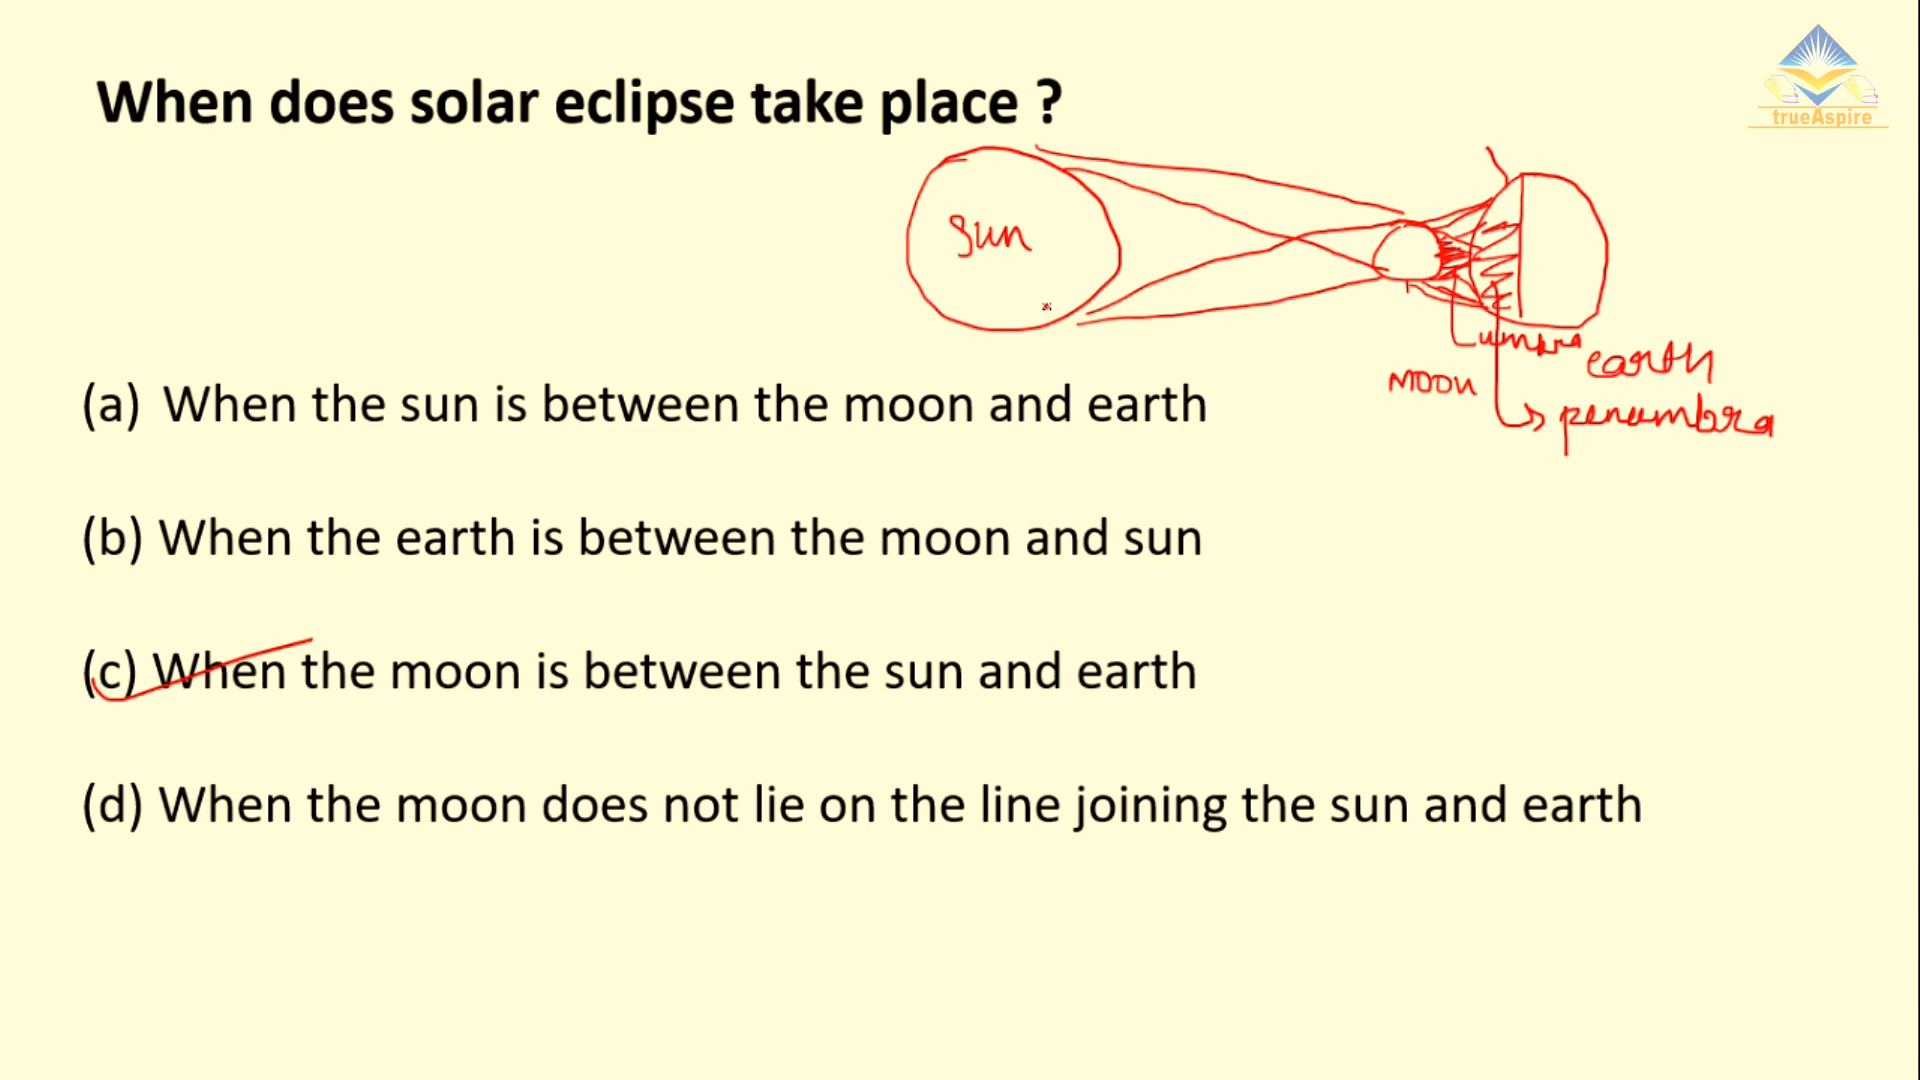 When does solar eclipse take place ?
trueAspire
Sun
umbra
earth
MOON
penumbra
(a) When the sun is between the moon and earth
(b) When the earth is between the moon and sun
(c) When the moon is between the sun and earth
(d) When the moon does not lie on the line joining the sun and earth